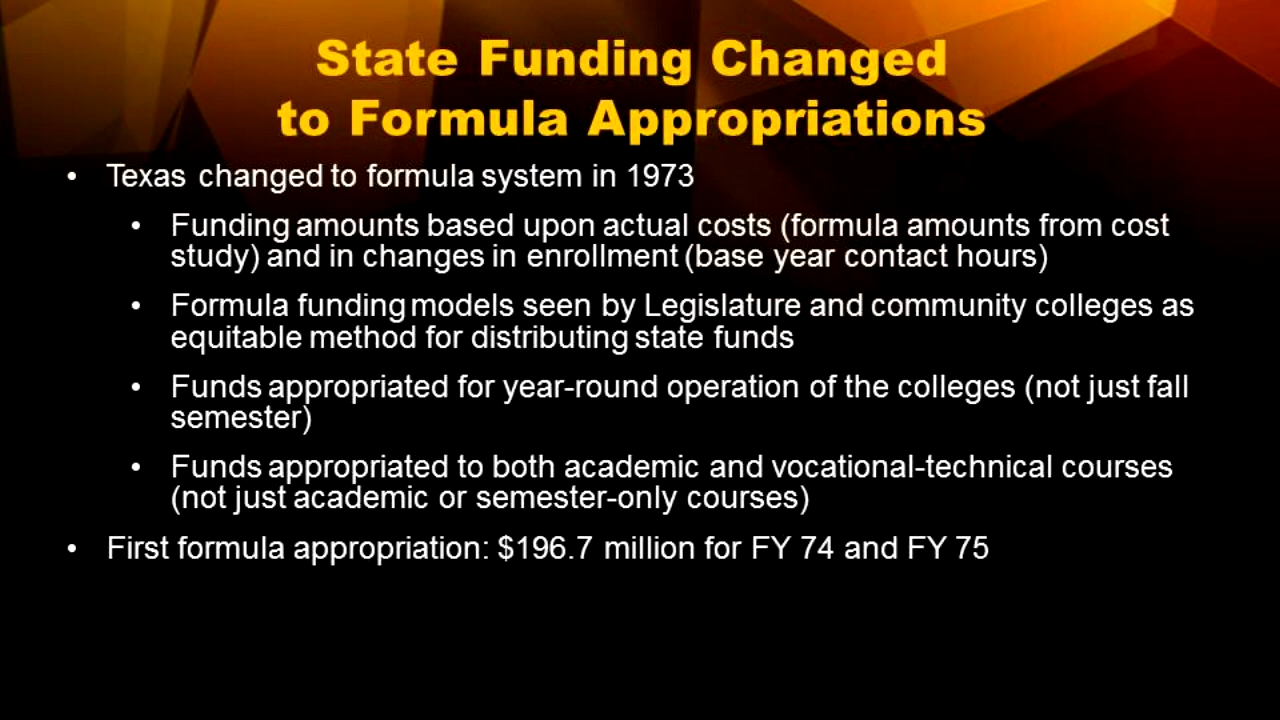 State Funding Changed
to Formula Appropriations
• Texas changed to formula system in 1973
• Funding amounts based upon actual costs (formula amounts from cost
study) and in changes in enrollment (base year contact hours)
• Formula funding models seen by Legislature and community colleges as
equitable method for distributing state funds
• Funds appropriated for year-round operation of the colleges (not just fall
semester)
• Funds appropriated to both academic and vocational-technical courses
(not just academic or semester-only courses)
• First formula appropriation: $196.7 million for FY 74 and FY 75